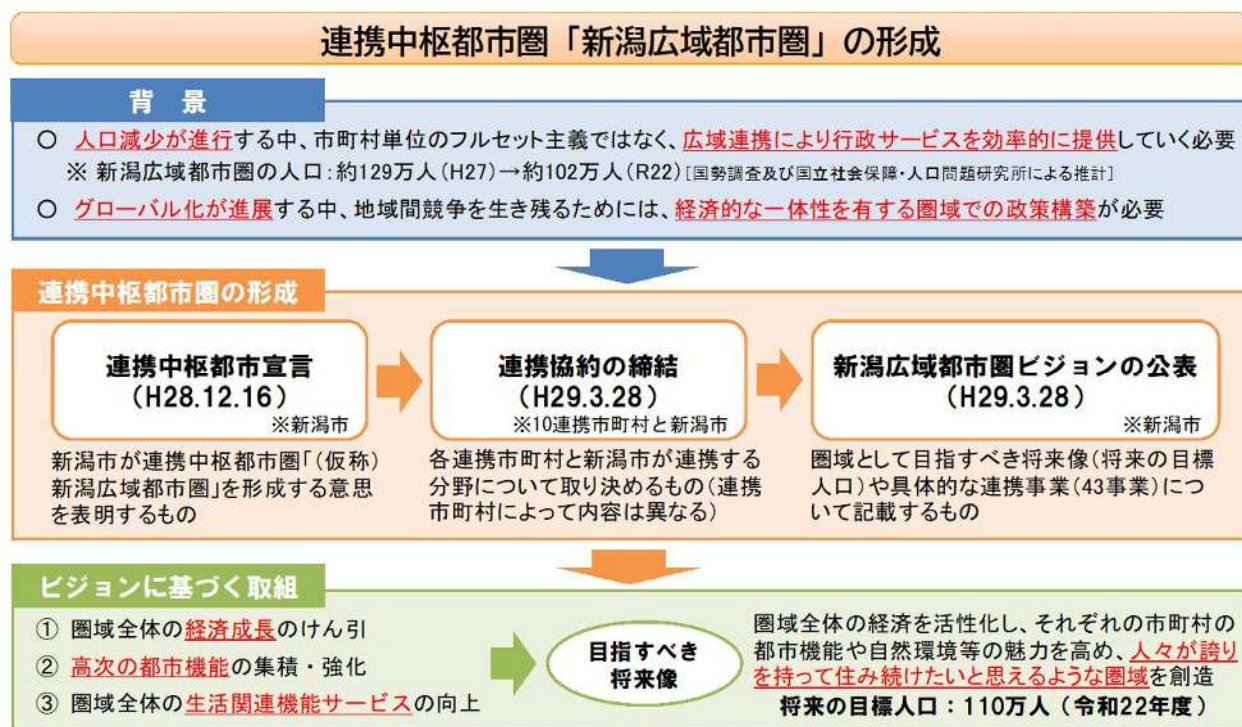 連携中枢都市圏「新潟広域都市圏」の形成
背 景
○ 人口減少が進行する中、市町村単位のフルセット主義ではなく、広域連携により行政サービスを効率的に提供していく必要
※ 新潟広域都市圏の人口:約129万人(H27)→約102万人(R22)[国勢調査及び国立社会保障・人口問題研究所による推計]
○ グローバル化が進展する中、地域間競争を生き残るためには、経済的な一体性を有する圏域での政策構築が必要
連携中枢都市圏の形成
連携中枢都市宣言
(H28.12.16)
※新潟市
新潟市が連携中枢都市圏「(仮称)
新潟広域都市圏」を形成する意思
を表明するもの
連携協約の締結
(H29.3.28)
※10連携市町村と新潟市
各連携市町村と新潟市が連携する
分野について取り決めるもの(連携
市町村によって内容は異なる)
新潟広域都市圏ビジョンの公表
(H29.3.28)
※新潟市
圏域として目指すべき将来像(将来の目標
人口)や具体的な連携事業(43事業)につ
いて記載するもの
ビジョンに基づく取組
① 圏域全体の経済成長のけん引
② 高次の都市機能の集積・強化
③ 圏域全体の生活関連機能サービスの向上
目指すべき
将来像
圏域全体の経済を活性化し、それぞれの市町村の
都市機能や自然環境等の魅力を高め、人々が誇り
を持って住み続けたいと思えるような圏域を創造
将来の目標人口:110万人(令和22年度)